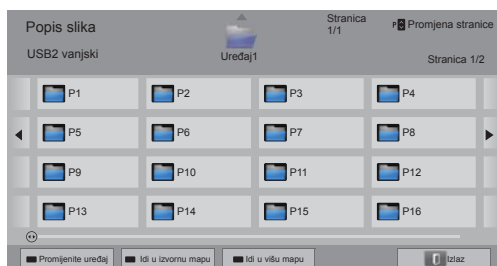 Popis slika
Stranica
1/1
P Promjena stranice
USB2 vanjski
Uređaj1
Stranica 1/2
P1 P2 P3 P4
P5 P6 P7 P8
P9 P10 P11 P12
P13 P14 P15 P16
Promijenite uređaj Idi u izvornu mapu Idi u višu mapu Izlaz